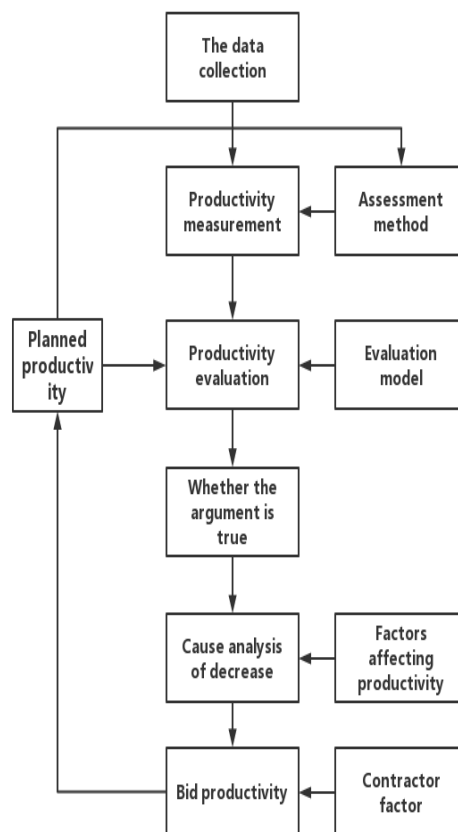 The data
collection
Productivity
measurement
Assessment
method
Planned
productiv
ity
Productivity
evaluation
Evaluation
model
Whether the
argument is
true
Cause analysis
of decrease
Factors
affecting
productivity
Bid productivity
Contractor
factor